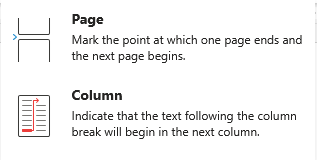 Page
Mark the point at which one page ends and
the next page begins.
Column
Indicate that the text following the column
break will begin in the next column.